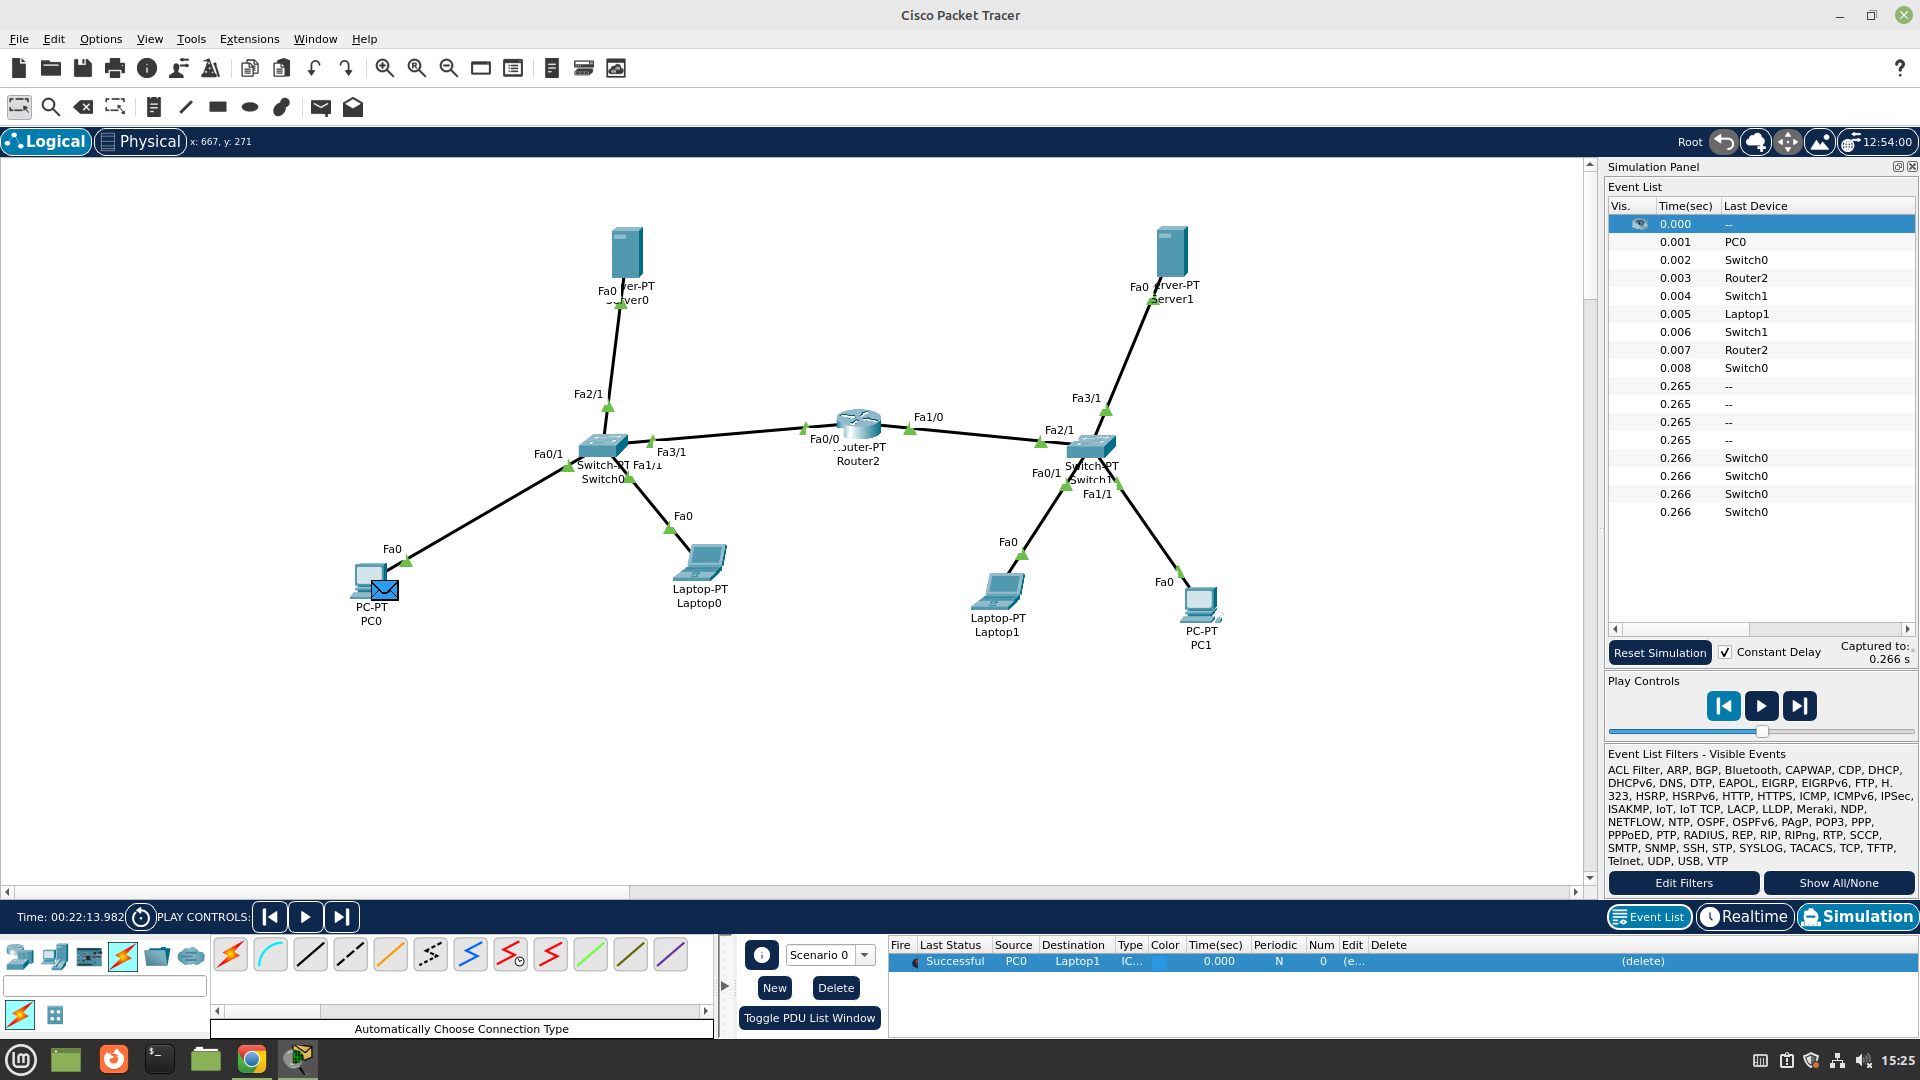 Cisco Packet Tracer
File Edit Options View Tools Extensions Window Help
Logical Physical x: 667, y: 271 Root 12:54:00
Simulation Panel
Event List
Vis. Time(sec) Last Device
0.000 --
0.001 PC0
0.002 Switch0
0.003 Router2
0.004 Switch1
0.005 Laptop1
0.006 Switch1
0.007 Router2
0.008 Switch0
0.265 --
0.265 --
0.265 --
0.265 --
0.266 Switch0
0.266 Switch0
0.266 Switch0
0.266 Switch0
Reset Simulation Constant Delay Captured to:
0.266 s
Play Controls
Event List Filters - Visible Events
ACL Filter, ARP, BGP, Bluetooth, CAPWAP, CDP, DHCP,
DHCPv6, DNS, DTP, EAPOL, EIGRP, EIGRPv6, FTP, H.
323, HSRP, HSRPv6, HTTP, HTTPS, ICMP, ICMPv6, IPSec,
ISAKMP, IoT, IoT TCP, LACP, LLDP, Meraki, NDP,
NETFLOW, NTP, OSPF, OSPFv6, PAgP, POP3, PPP,
PPPoED, PTP, RADIUS, REP, RIP, RIPng, RTP, SCCP,
SMTP, SNMP, SSH, STP, SYSLOG, TACACS, TCP, TFTP,
Telnet, UDP, USB, VTP
Edit Filters Show All/None
Fa0 ver-PT
Server0
Fa0 erver-PT
Server1
Fa2/1
Fa3/1
Fa0/1
Switch-PT Fa1/1
Switch0
Fa3/1
Fa0/0
Fa1/0
Router-PT
Router2
Fa2/1
Fa0/1
Switch-PT
Switch1
Fa1/1
Fa0
PC-PT
PC0
Fa0
Laptop-PT
Laptop0
Fa0
Laptop-PT
Laptop1
Fa0
PC-PT
PC1
Time: 00:22:13.982 PLAY CONTROLS: Event List Realtime Simulation
Automatically Choose Connection Type
Scenario 0
New Delete
Toggle PDU List Window
Fire Last Status Source Destination Type Color Time(sec) Periodic Num Edit Delete
Successful PC0 Laptop1 IC... 0.000 N 0 (e... (delete)
15:25